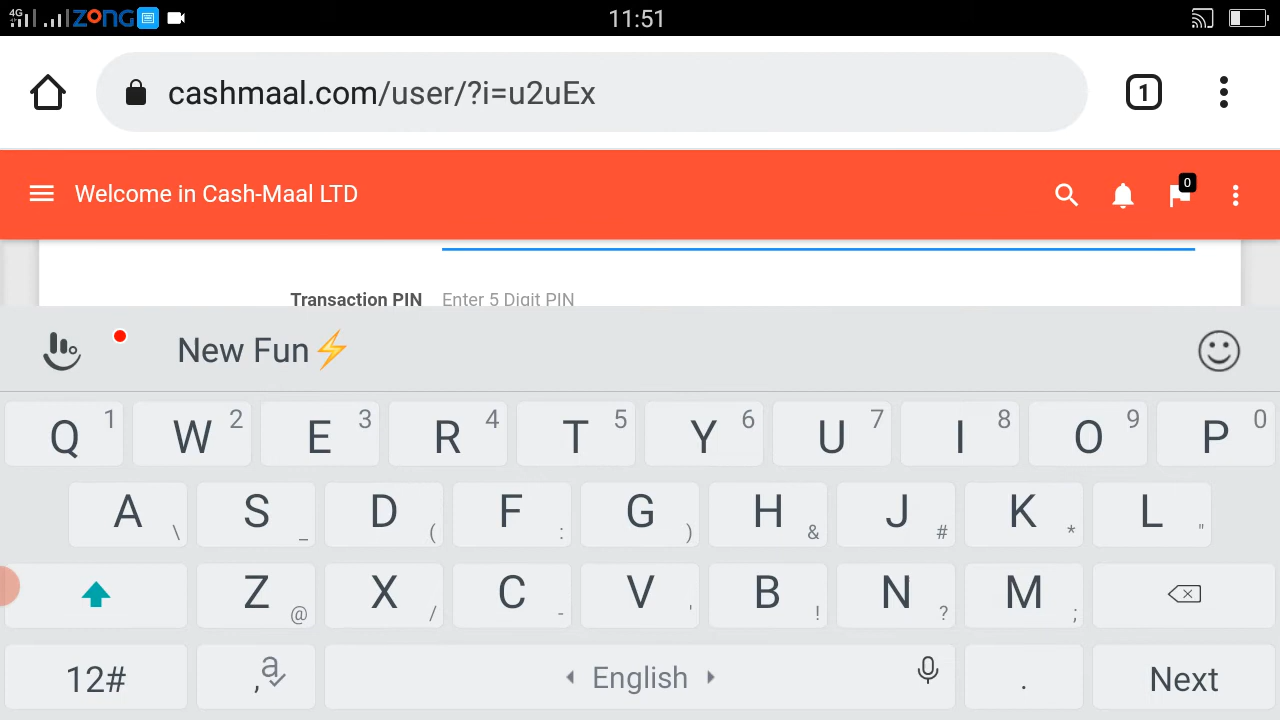 4G ZONG 11:51
cashmaal.com/user/?i=u2uEx 1
Welcome in Cash-Maal LTD 0
Transaction PIN Enter 5 Digit PIN
New Fun⚡
Q 1 W 2 E 3 R 4 T 5 Y 6 U 7 I 8 O 9 P 0
A \ S _ D ( F : G ) H & J # K * L "
Z @ X / C - V ' B ! N ? M ;
12# , a English . Next